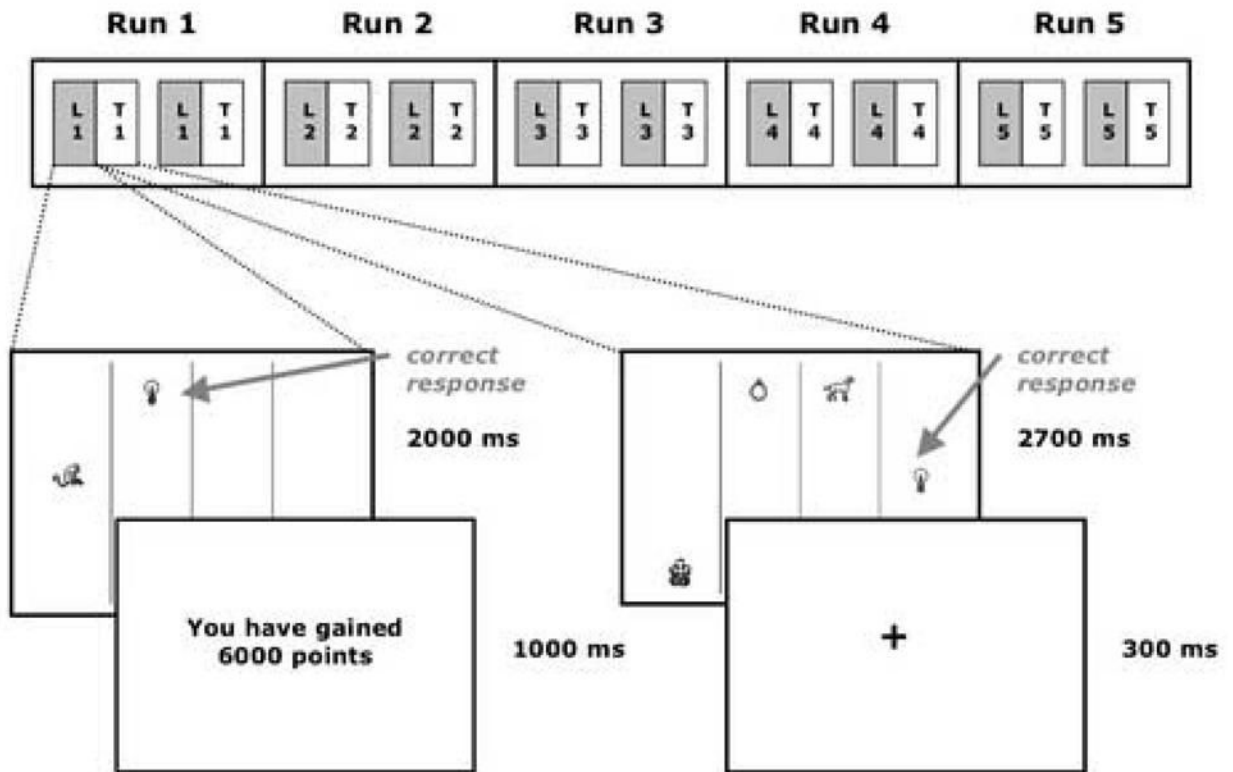 Run 1 Run 2 Run 3 Run 4 Run 5
L T L T L T L T L T L T L T L T L T L T
1 1 1 1 2 2 2 2 3 3 3 3 4 4 4 4 5 5 5 5
correct
response
2000 ms
correct
response
2700 ms
You have gained
6000 points
1000 ms
+
300 ms